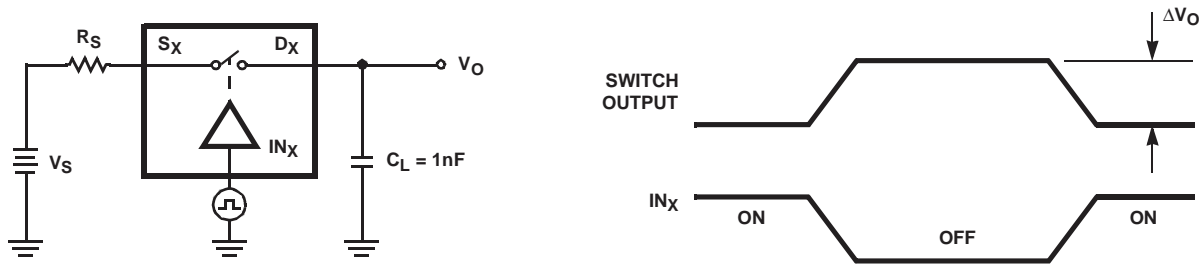 R_S
S_X
D_X
V_O
IN_X
V_S
C_L = 1nF
ΔV_O
SWITCH
OUTPUT
IN_X
ON
OFF
ON